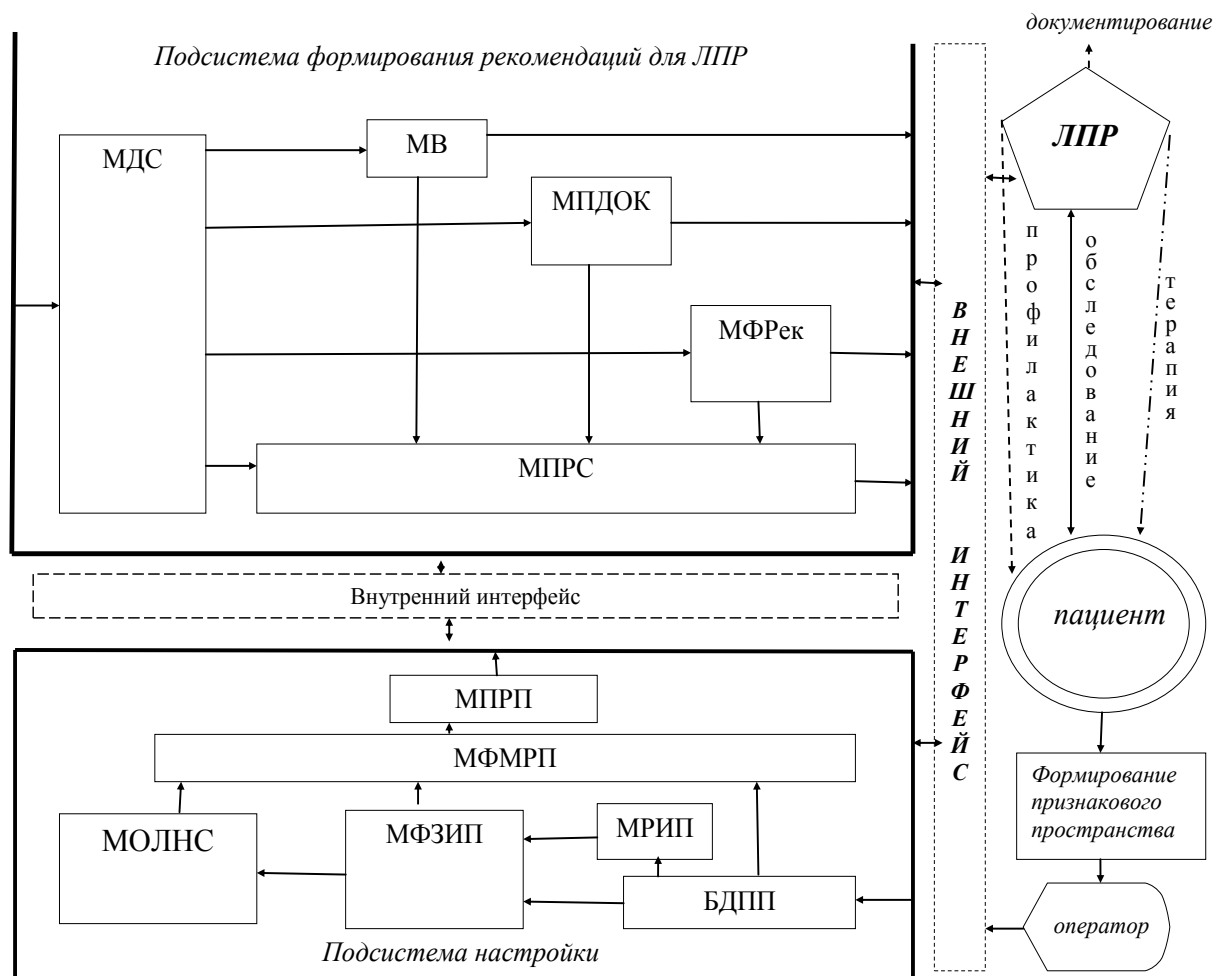 документирование
Подсистема формирования рекомендаций для ЛПР
ЛПР
МДС
МВ
МПДОК
МФРек
МПРС
профилактика
обследование
терапия
ВНЕШНИЙ ИНТЕРФЕЙС
Внутренний интерфейс
пациент
МПРП
МФМРП
МОЛНС
МФЗИП
МРИП
БДПП
Формирование
признакового
пространства
оператор
Подсистема настройки